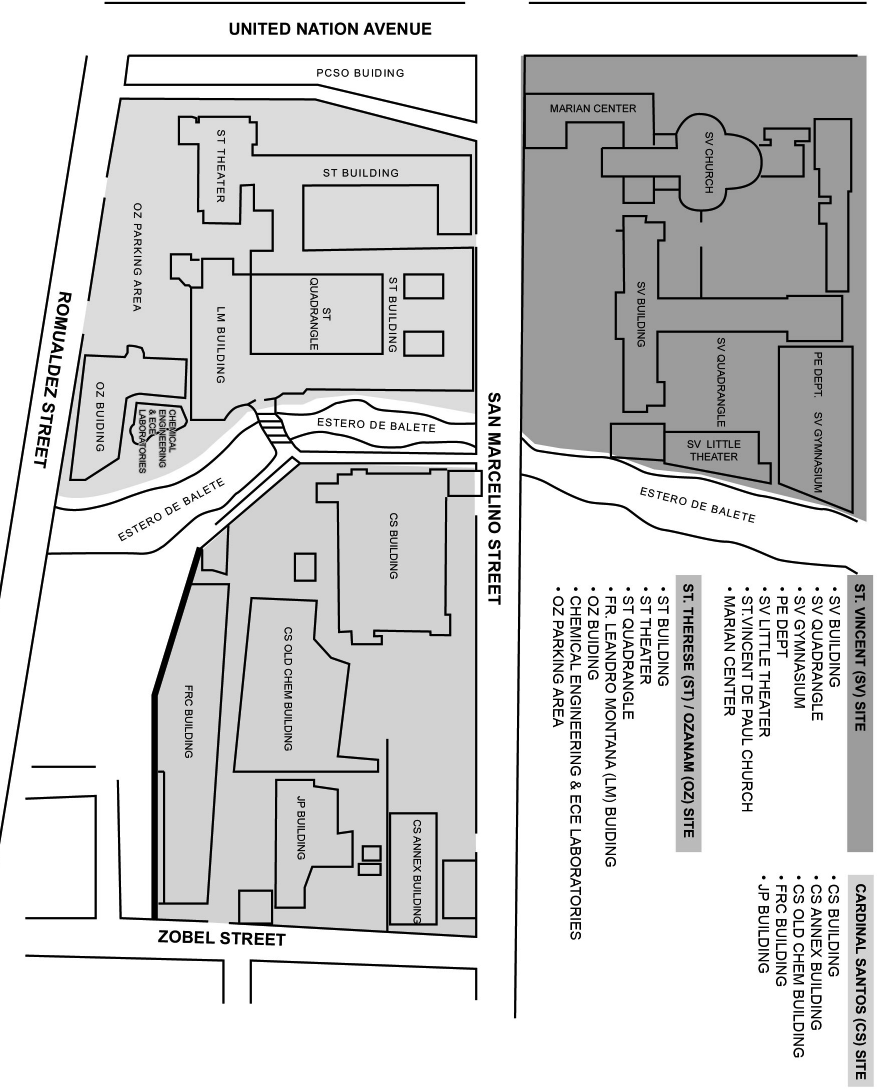 UNITED NATION AVENUE
PCSO BUIDING
MARIAN CENTER
SV CHURCH
ST THEATER
ST BUILDING
OZ PARKING AREA
ST
QUADRANGLE
ST BUILDING
LM BUILDING
SV BUILDING
SV QUADRANGLE
PE DEPT.
SV GYMNASIUM
SV LITTLE
THEATER
ROMUALDEZ STREET
OZ BUIDING
CHEMICAL
ENGINEERING
& ECE
LABORATORIES
ESTERO DE BALETE
SAN MARCELINO STREET
ESTERO DE BALETE
ESTERO DE BALETE
CS BUILDING
CS OLD CHEM BUILDING
FRC BUILDING
JP BUILDING
CS ANNEX BUILDING
ZOBEL STREET
ST. VINCENT (SV) SITE
• SV BUILDING
• SV QUADRANGLE
• SV GYMNASIUM
• PE DEPT
• SV LITTLE THEATER
• ST.VINCENT DE PAUL CHURCH
• MARIAN CENTER
ST. THERESE (ST) / OZANAM (OZ) SITE
• ST BUILDING
• ST THEATER
• ST QUADRANGLE
• FR. LEANDRO MONTANA (LM) BUIDING
• OZ BUIDING
• CHEMICAL ENGINEERING & ECE LABORATORIES
• OZ PARKING AREA
CARDINAL SANTOS (CS) SITE
• CS BUILDING
• CS ANNEX BUILDING
• CS OLD CHEM BUILDING
• FRC BUILDING
• JP BUILDING